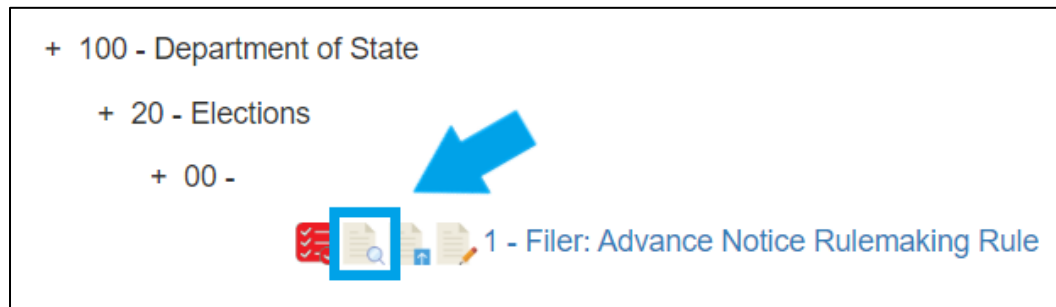 + 100 - Department of State
+ 20 - Elections
+ 00 -
1 - Filer: Advance Notice Rulemaking Rule